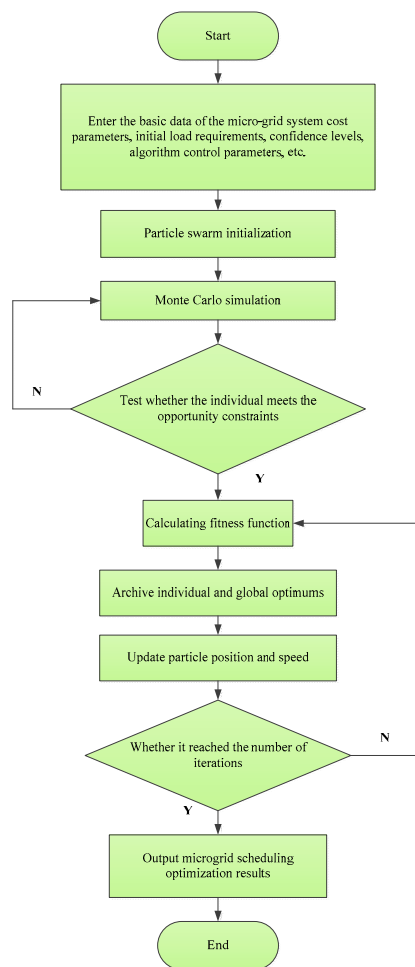 Start
Enter the basic data of the micro-grid system cost
parameters, initial load requirements, confidence levels,
algorithm control parameters, etc.
Particle swarm initialization
Monte Carlo simulation
N
Test whether the individual meets the
opportunity constraints
Y
Calculating fitness function
Archive individual and global optimums
Update particle position and speed
Whether it reached the number of
iterations
N
Y
Output microgrid scheduling
optimization results
End